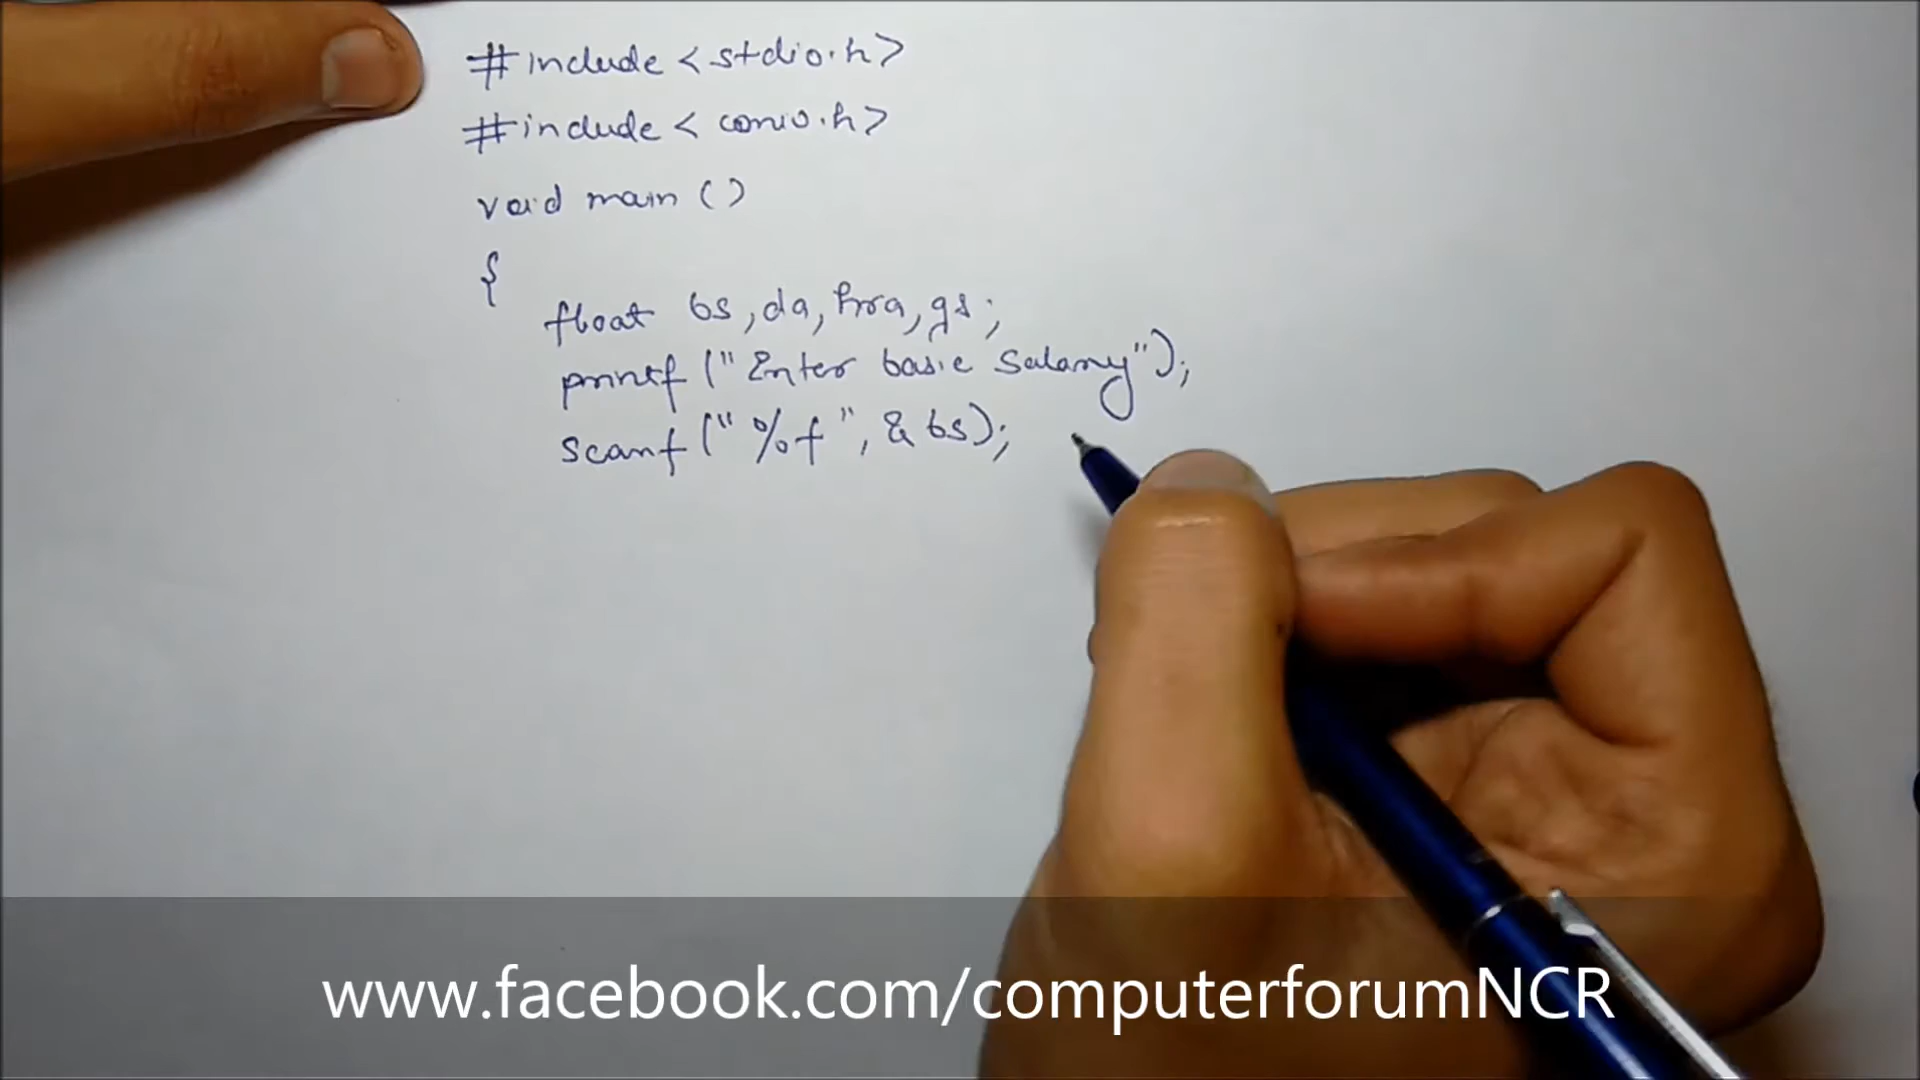 #include <stdio.h>
#include < conio.h>
void main ()
{
float bs, da, hra, gs;
printf ("Enter basic salary");
scanf ("%f", & bs);
www.facebook.com/computerforumNCR